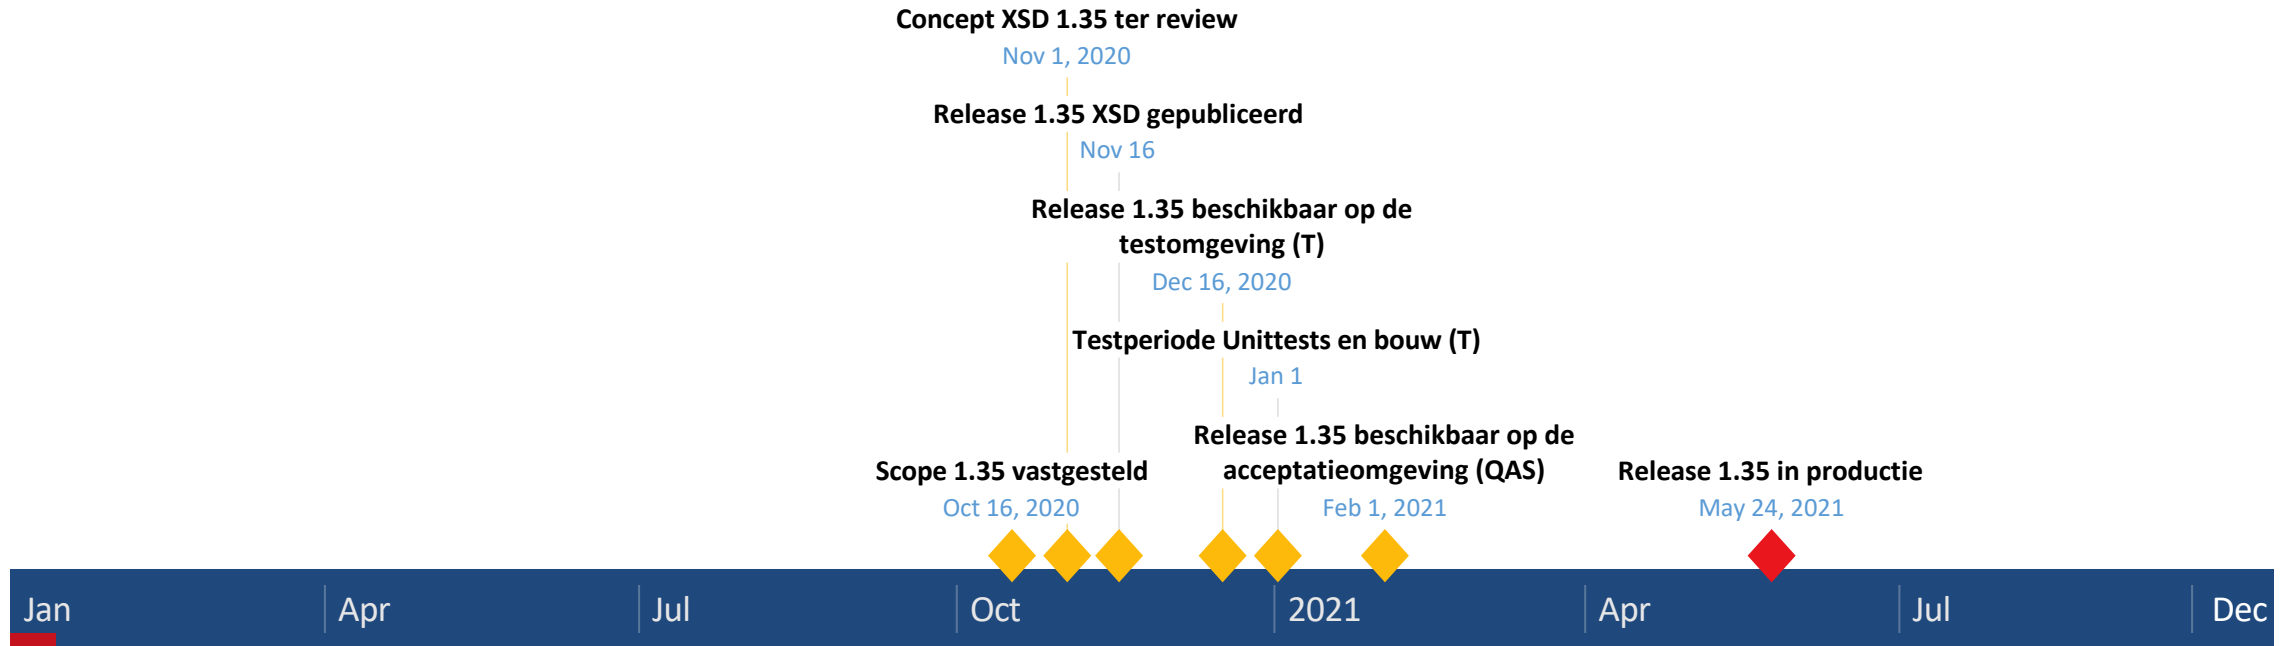 Concept XSD 1.35 ter review
Nov 1, 2020
Release 1.35 XSD gepubliceerd
Nov 16
Release 1.35 beschikbaar op de
testomgeving (T)
Dec 16, 2020
Testperiode Unittests en bouw (T)
Jan 1
Release 1.35 beschikbaar op de
acceptatieomgeving (QAS)
Feb 1, 2021
Scope 1.35 vastgesteld
Oct 16, 2020
Release 1.35 in productie
May 24, 2021
Jan
Apr
Jul
Oct
2021
Apr
Jul
Dec